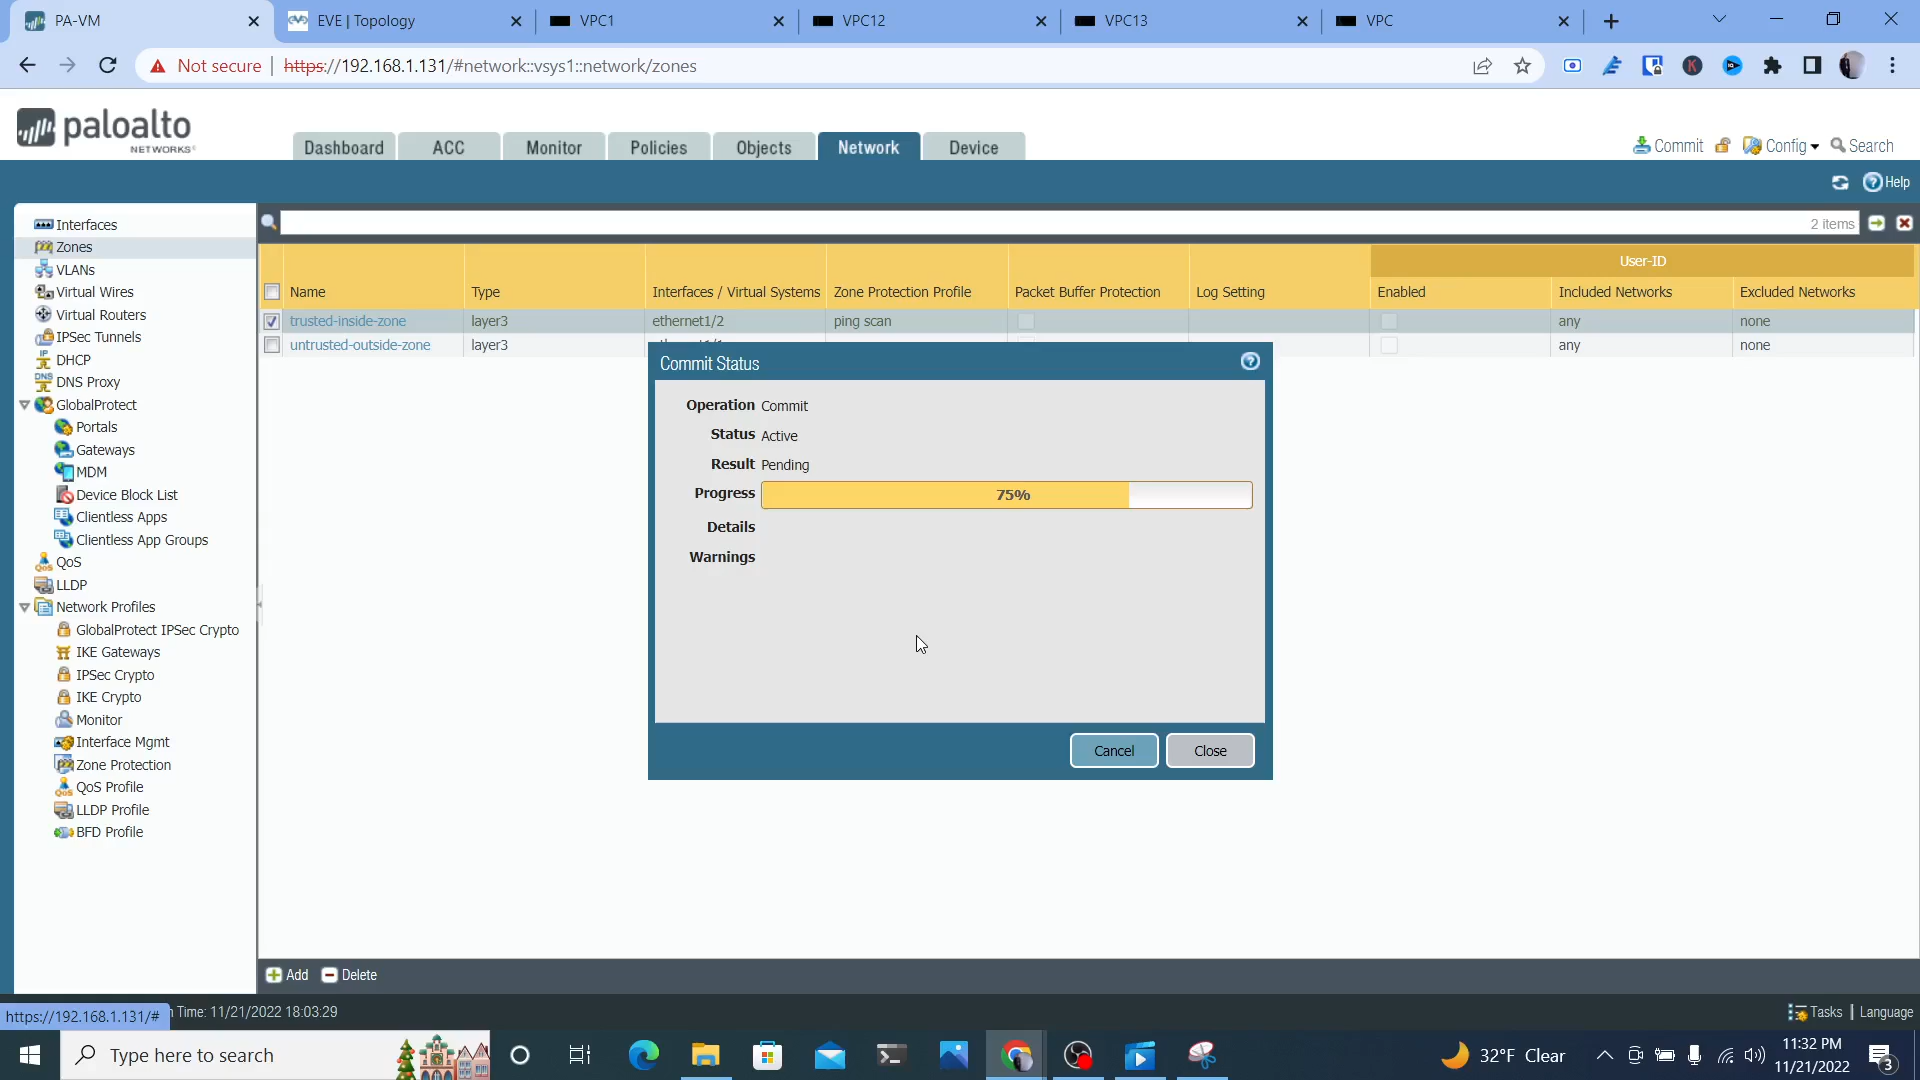 PA-VM
EVE | Topology
VPC1
VPC12
VPC13
VPC
Not secure | https://192.168.1.131/#network::vsys1::network/zones
paloalto
NETWORKS
Dashboard
ACC
Monitor
Policies
Objects
Network
Device
Commit
Config
Search
Help
Interfaces
Zones
VLANs
Virtual Wires
Virtual Routers
IPSec Tunnels
DHCP
DNS Proxy
GlobalProtect
Portals
Gateways
MDM
Device Block List
Clientless Apps
Clientless App Groups
QoS
LLDP
Network Profiles
GlobalProtect IPSec Crypto
IKE Gateways
IPSec Crypto
IKE Crypto
Monitor
Interface Mgmt
Zone Protection
QoS Profile
LLDP Profile
BFD Profile
2 items
User-ID
Name Type Interfaces / Virtual Systems Zone Protection Profile Packet Buffer Protection Log Setting Enabled Included Networks Excluded Networks
trusted-inside-zone layer3 ethernet1/2 ping scan any none
untrusted-outside-zone layer3 any none
Commit Status
Operation Commit
Status Active
Result Pending
Progress 75%
Details
Warnings
Cancel
Close
Add
Delete
https://192.168.1.131/#
Time: 11/21/2022 18:03:29
Tasks | Language
Type here to search
32°F Clear
11:32 PM
11/21/2022
3